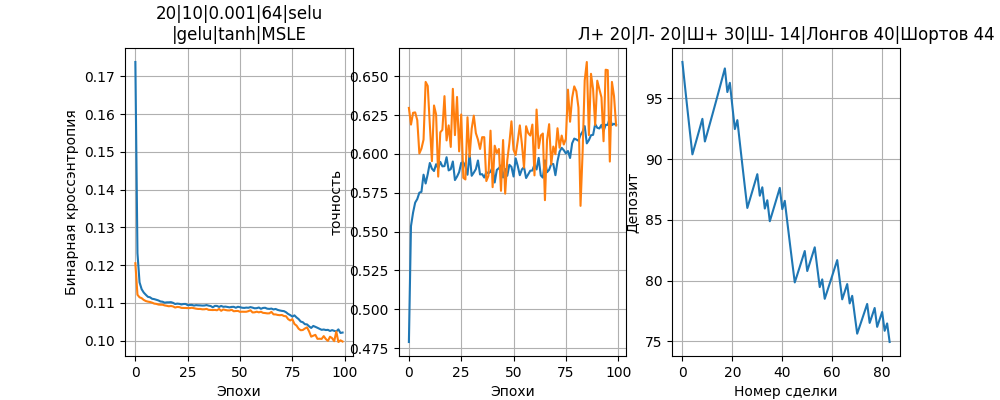 20|10|0.001|64|selu
|gelu|tanh|MSLE
Бинарная кроссэнтропия
0.17
0.16
0.15
0.14
0.13
0.12
0.11
0.10
0 25 50 75 100
Эпохи
точность
0.650
0.625
0.600
0.575
0.550
0.525
0.500
0.475
0 25 50 75 100
Эпохи
Л+ 20|Л- 20|Ш+ 30|Ш- 14|Лонгов 40|Шортов 44
Депозит
95
90
85
80
75
0 20 40 60 80
Номер сделки